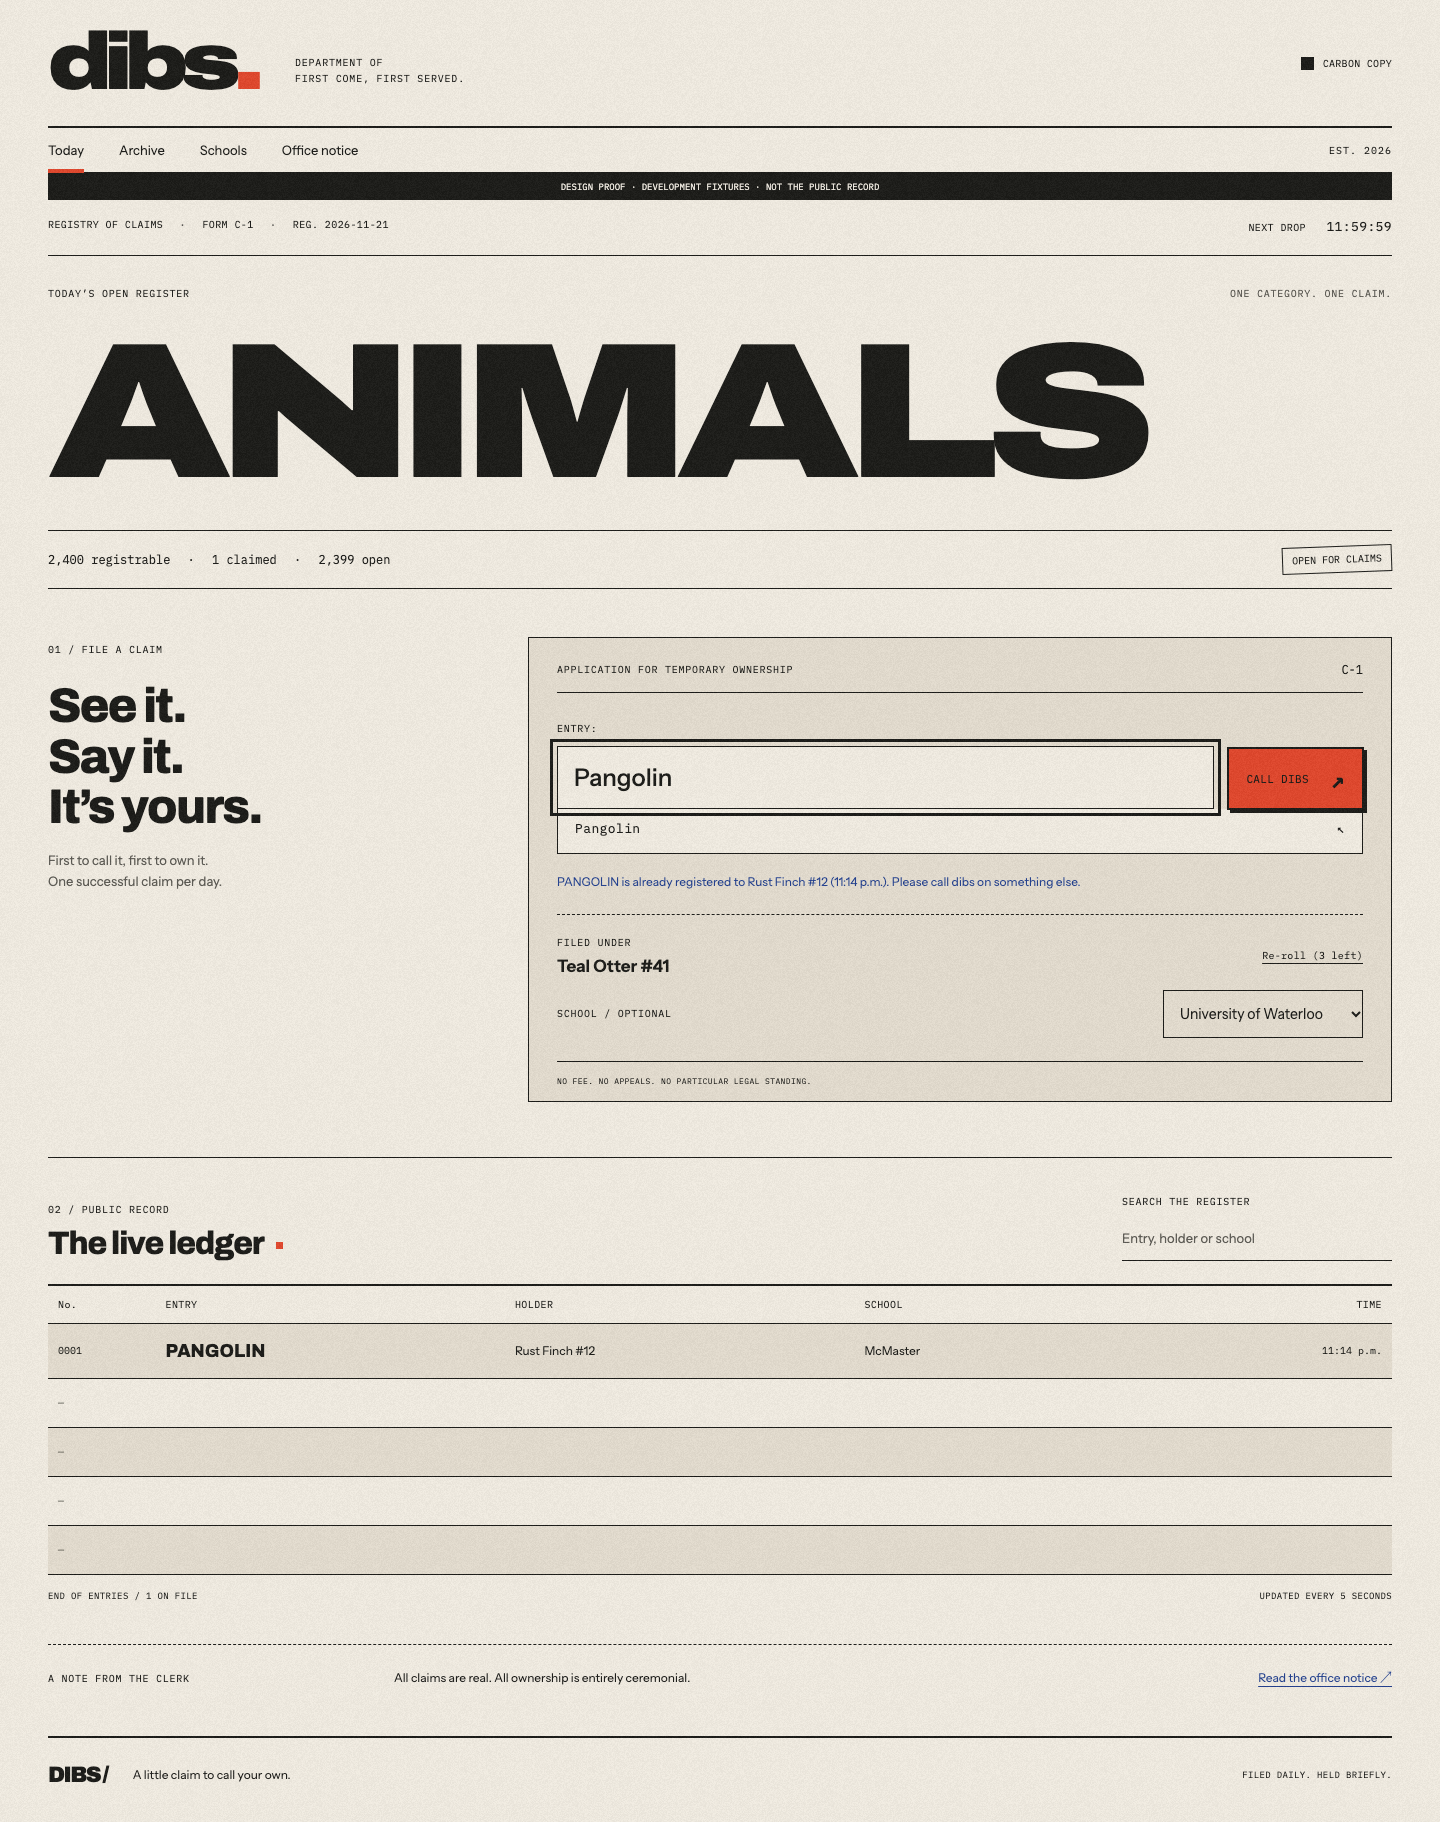 dibs.
DEPARTMENT OF
FIRST COME, FIRST SERVED.
CARBON COPY
Today Archive Schools Office notice
EST. 2026
DESIGN PROOF · DEVELOPMENT FIXTURES · NOT THE PUBLIC RECORD
REGISTRY OF CLAIMS · FORM C-1 · REG. 2026-11-21
NEXT DROP 11:59:59
TODAY’S OPEN REGISTER
ONE CATEGORY. ONE CLAIM.
ANIMALS
2,400 registrable · 1 claimed · 2,399 open
OPEN FOR CLAIMS
01 / FILE A CLAIM
See it.
Say it.
It’s yours.
First to call it, first to own it.
One successful claim per day.
APPLICATION FOR TEMPORARY OWNERSHIP
C-1
ENTRY:
Pangolin
CALL DIBS ↗
Pangolin ↖
PANGOLIN is already registered to Rust Finch #12 (11:14 p.m.). Please call dibs on something else.
FILED UNDER
Teal Otter #41
Re-roll (3 left)
SCHOOL / OPTIONAL
University of Waterloo
NO FEE. NO APPEALS. NO PARTICULAR LEGAL STANDING.
02 / PUBLIC RECORD
The live ledger
SEARCH THE REGISTER
Entry, holder or school
No. ENTRY HOLDER SCHOOL TIME
0001 PANGOLIN Rust Finch #12 McMaster 11:14 p.m.
—
—
—
—
END OF ENTRIES / 1 ON FILE
UPDATED EVERY 5 SECONDS
A NOTE FROM THE CLERK
All claims are real. All ownership is entirely ceremonial.
Read the office notice ↗
DIBS/
A little claim to call your own.
FILED DAILY. HELD BRIEFLY.